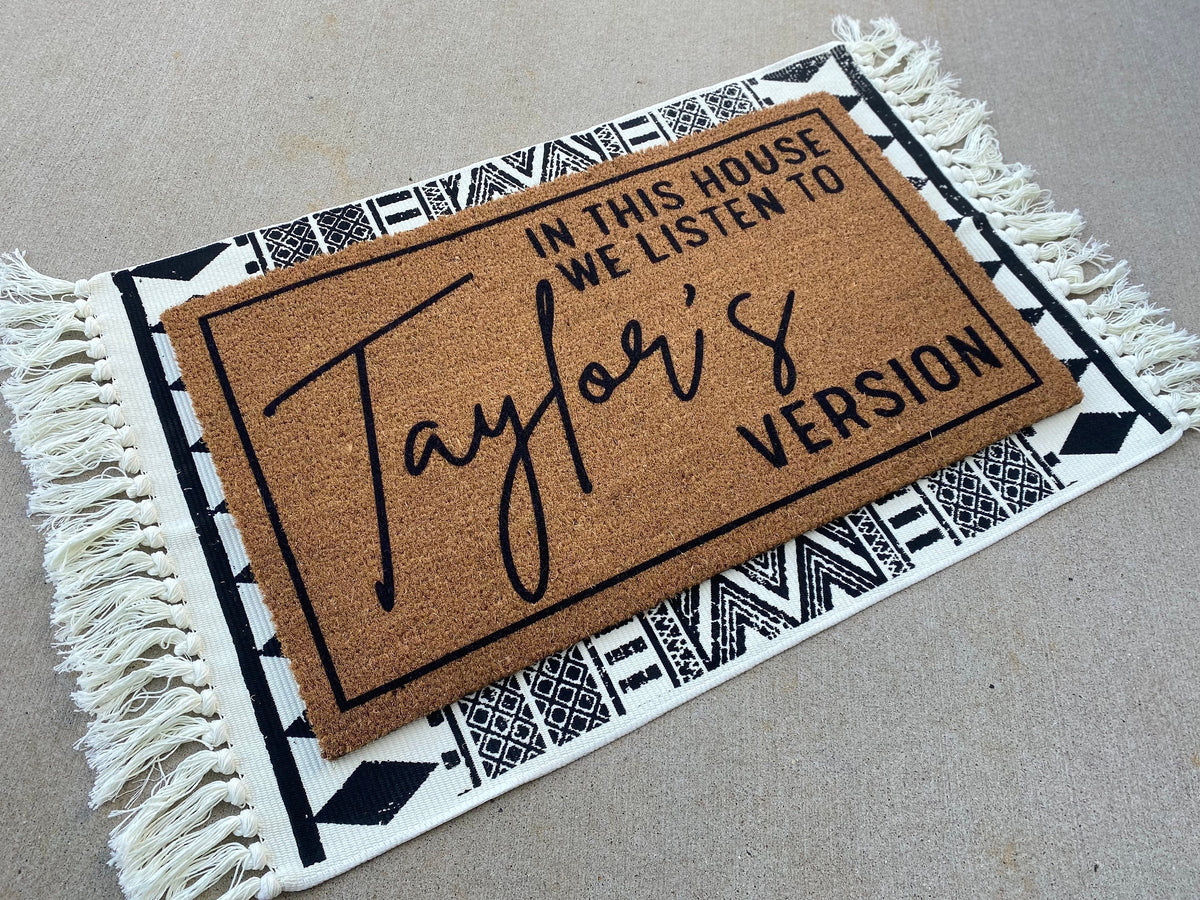 IN THIS HOUSE
WE LISTEN TO
Taylor's
VERSION